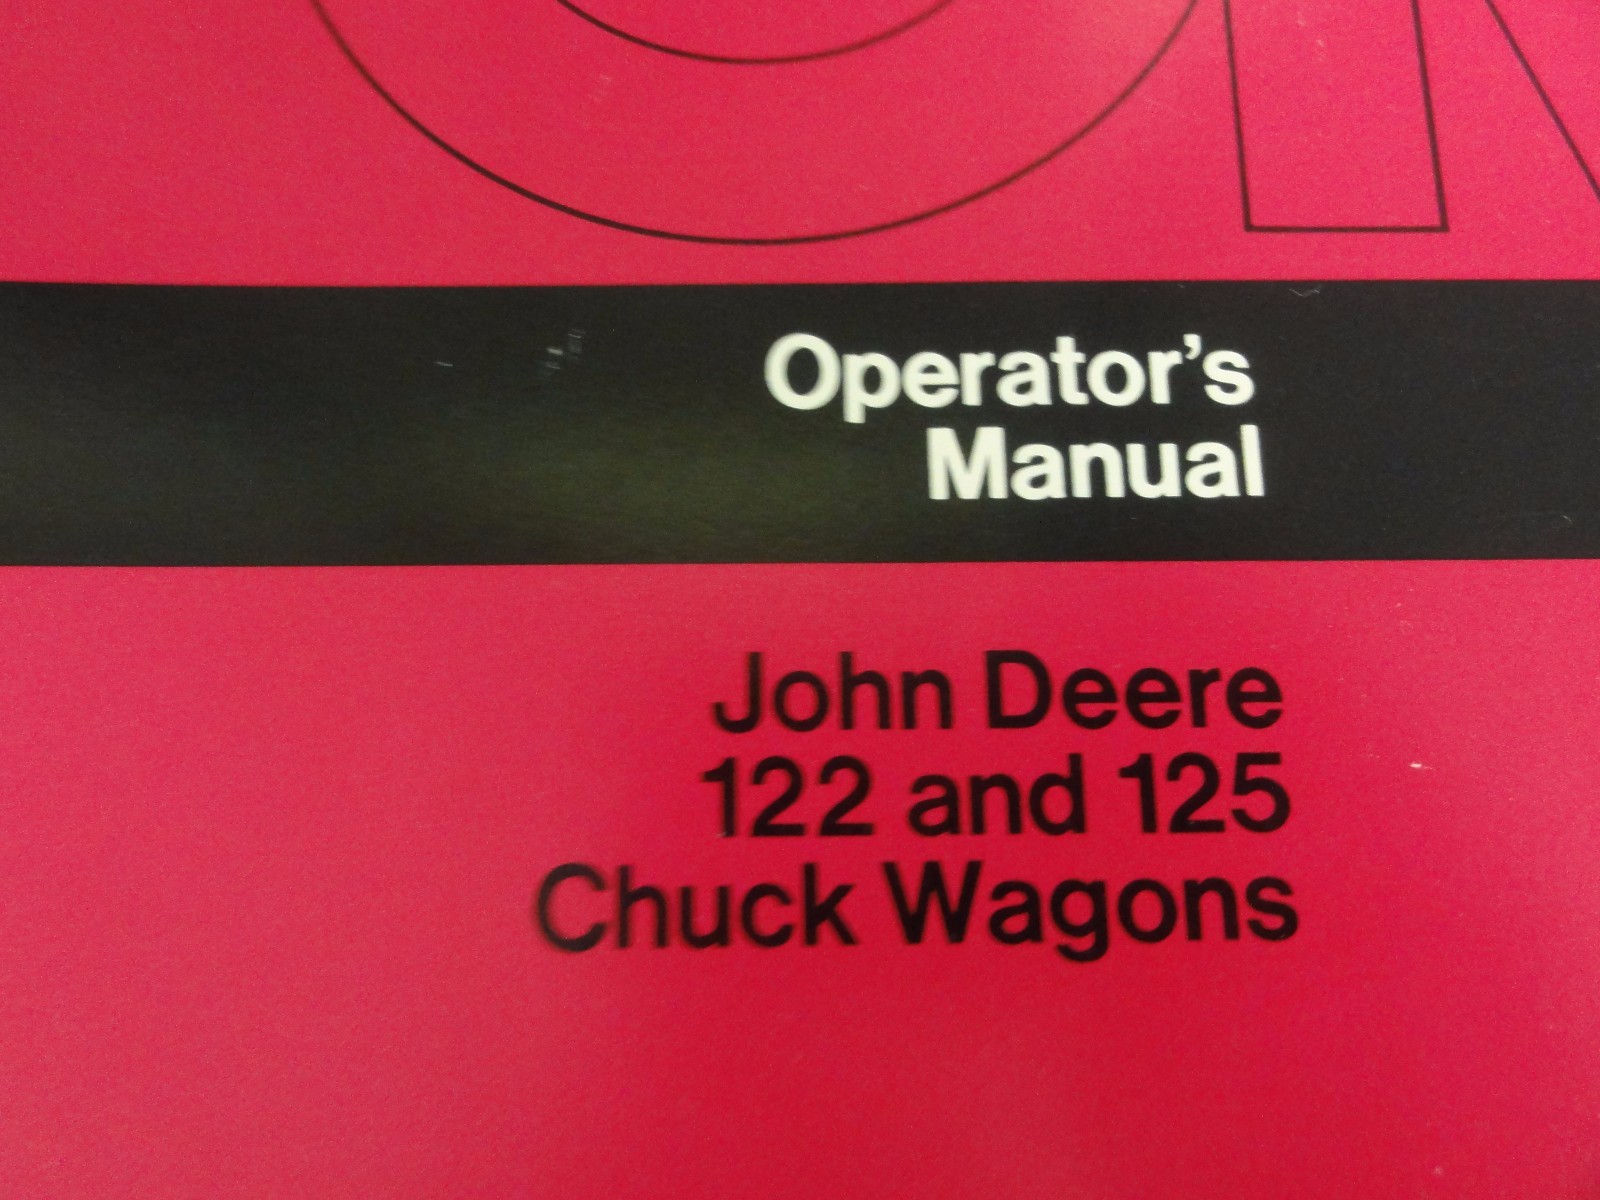 Operator's
Manual
John Deere
122 and 125
Chuck Wagons